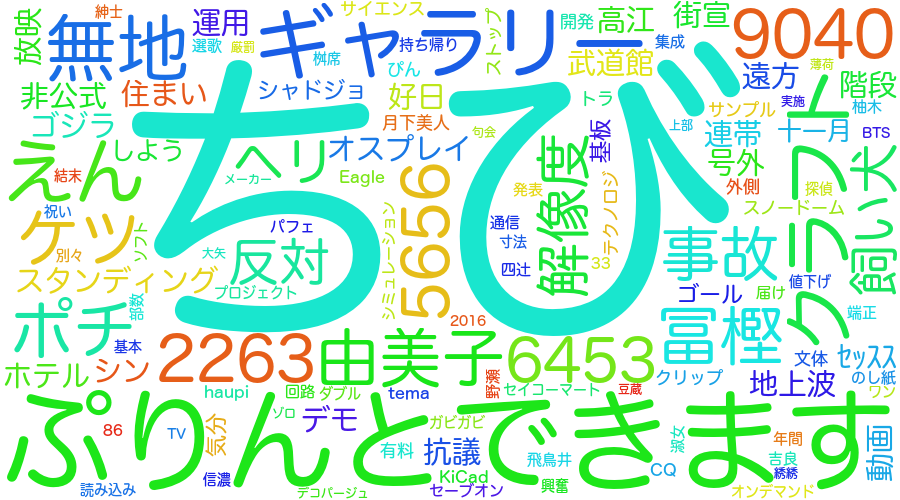 紳士
サイエンス
開発
高江
街宣
9040
放映
無地
運用
選歌
厳罰
ギャラリー
桝席
持ち帰り
ぴん
ストップ
集成
武道館
遠方
薄荷
階段
非公式
住まい
シャドジョ
好日
トラ
サンプル
実施
柚木
ゴジラ
ちび
月下美人
句会
基板
連帯
上部
十一月
BTS
えん
しよう
ヘリ
オスプレイ
解像度
号外
クラフト
飼い犬
結末
メーカー
Eagle
発表
外側
探偵
祝い
ケツ
ソフト
パフェ
シミュレーション
5656
通信
テクノロジ
スノードーム
別々
大矢
反対
寸法
事故
スタンディング
四辻
33
値下げ
プロジェクト
部数
ゴール
届け
端正
ポチ
2263
由美子
2016
6453
冨樫
基本
文体
セッスス
ホテル
シン
野瀬
クリップ
のし紙
haupi
回路
ダブル
tema
セイコーマート
豆蔵
地上波
ワン
ぷりんとできます
86
TV
気分
ゾロ
デモ
ガビガビ
有料
抗議
飛鳥井
淑女
年間
動画
信濃
KiCad
CQ
吉良
綉綉
読み込み
デコパージュ
セーブオン
興奮
オンデマンド